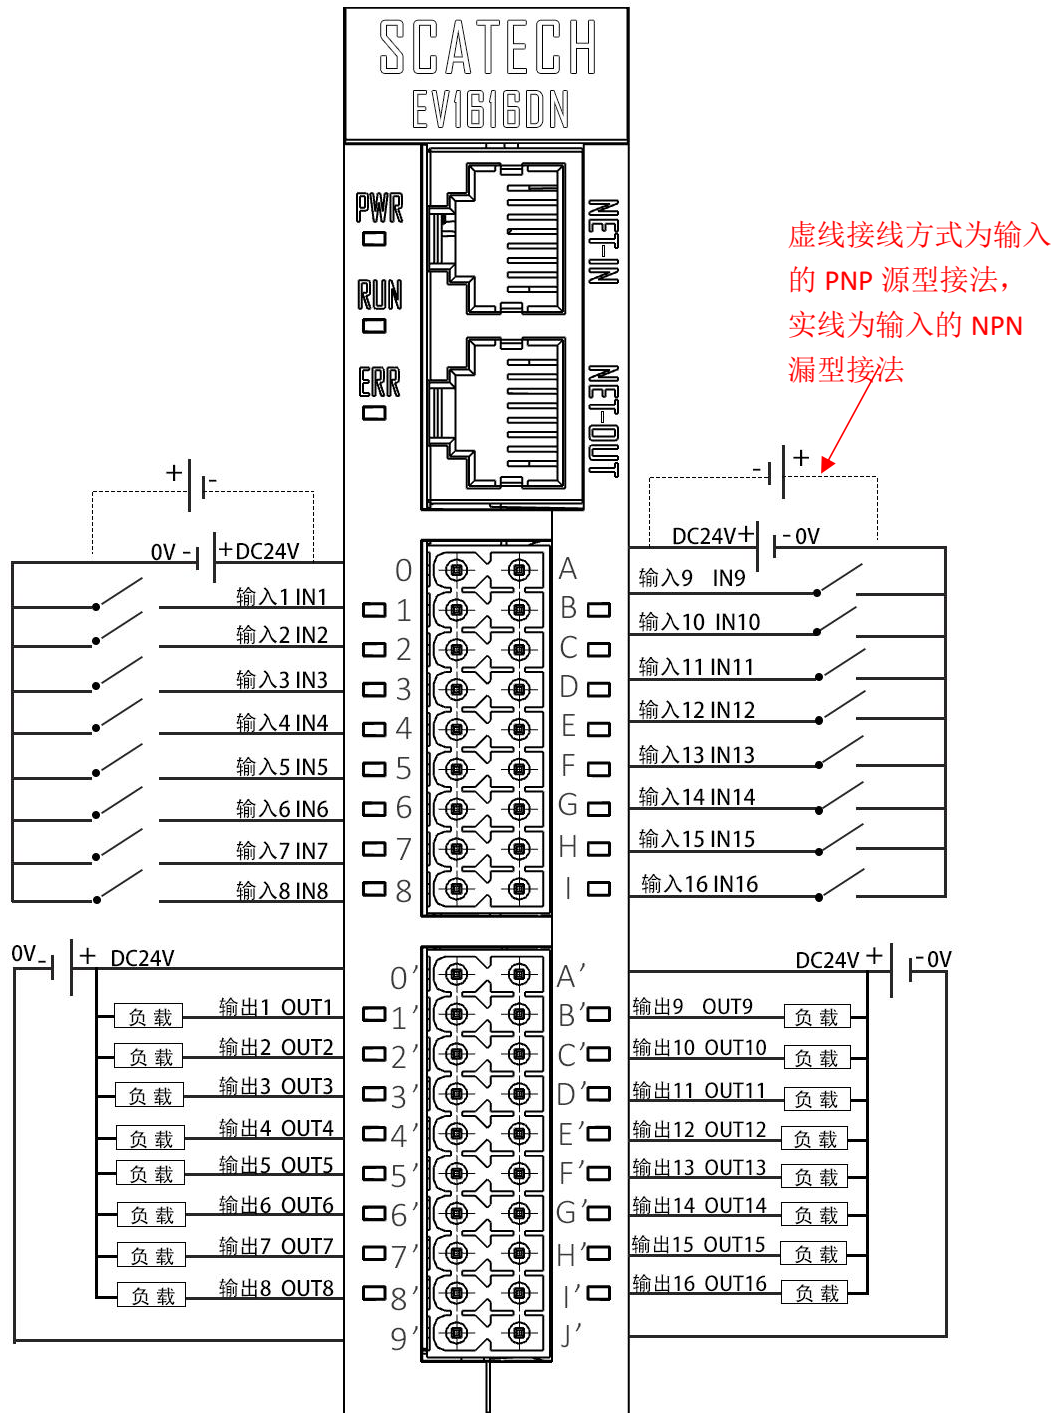 SCATECH
EV1616DN
PWR
RUN
ERR
NET-IN
NET-OUT
虚线接线方式为输入
的 PNP 源型接法，
实线为输入的 NPN
漏型接法
+ -
- +
0V - + DC24V
DC24V + - 0V
0 A
输入1 IN1
1 B
输入9 IN9
输入2 IN2
2 C
输入10 IN10
输入3 IN3
3 D
输入11 IN11
输入4 IN4
4 E
输入12 IN12
输入5 IN5
5 F
输入13 IN13
输入6 IN6
6 G
输入14 IN14
输入7 IN7
7 H
输入15 IN15
输入8 IN8
8 I
输入16 IN16
0V - + DC24V
DC24V + - 0V
0′ A′
负 载 输出1 OUT1
1′ B′
输出9 OUT9 负 载
负 载 输出2 OUT2
2′ C′
输出10 OUT10 负 载
负 载 输出3 OUT3
3′ D′
输出11 OUT11 负 载
负 载 输出4 OUT4
4′ E′
输出12 OUT12 负 载
负 载 输出5 OUT5
5′ F′
输出13 OUT13 负 载
负 载 输出6 OUT6
6′ G′
输出14 OUT14 负 载
负 载 输出7 OUT7
7′ H′
输出15 OUT15 负 载
负 载 输出8 OUT8
8′ I′
输出16 OUT16 负 载
9′ J′